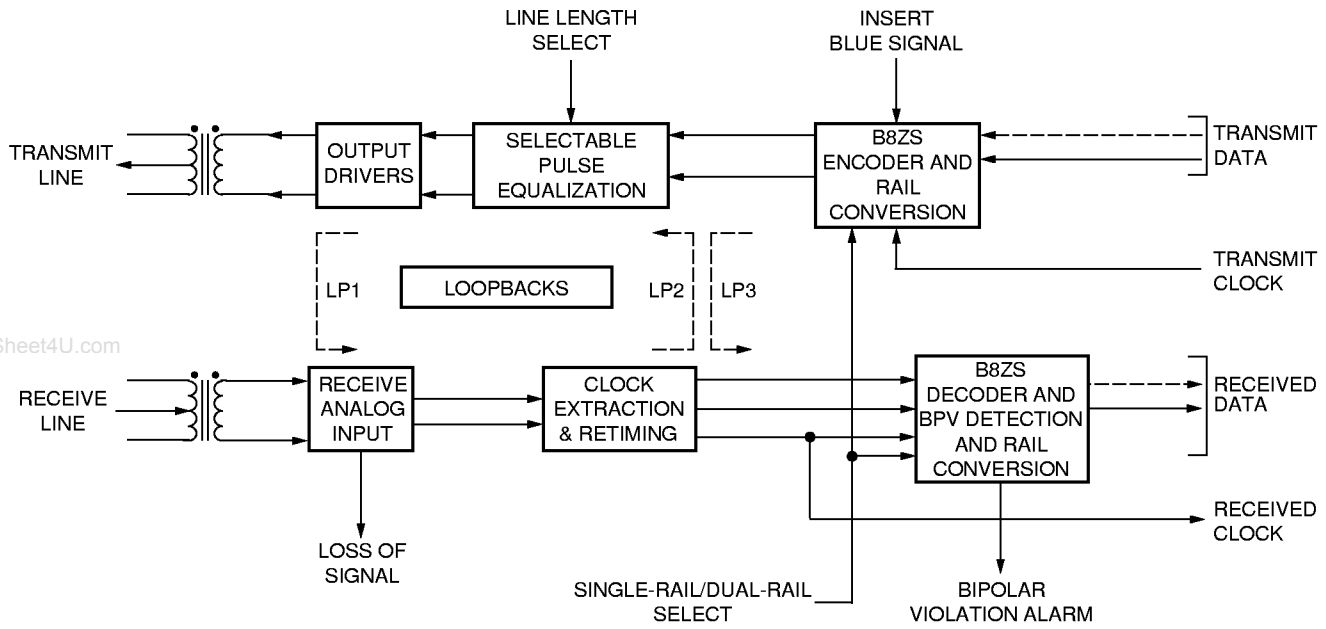 LINE LENGTH
SELECT
INSERT
BLUE SIGNAL
TRANSMIT
LINE
OUTPUT
DRIVERS
SELECTABLE
PULSE
EQUALIZATION
B8ZS
ENCODER AND
RAIL
CONVERSION
TRANSMIT
DATA
TRANSMIT
CLOCK
LP1
LOOPBACKS
LP2
LP3
Sheet4U.com
RECEIVE
LINE
RECEIVE
ANALOG
INPUT
CLOCK
EXTRACTION
& RETIMING
B8ZS
DECODER AND
BPV DETECTION
AND RAIL
CONVERSION
RECEIVED
DATA
RECEIVED
CLOCK
LOSS OF
SIGNAL
SINGLE-RAIL/DUAL-RAIL
SELECT
BIPOLAR
VIOLATION ALARM